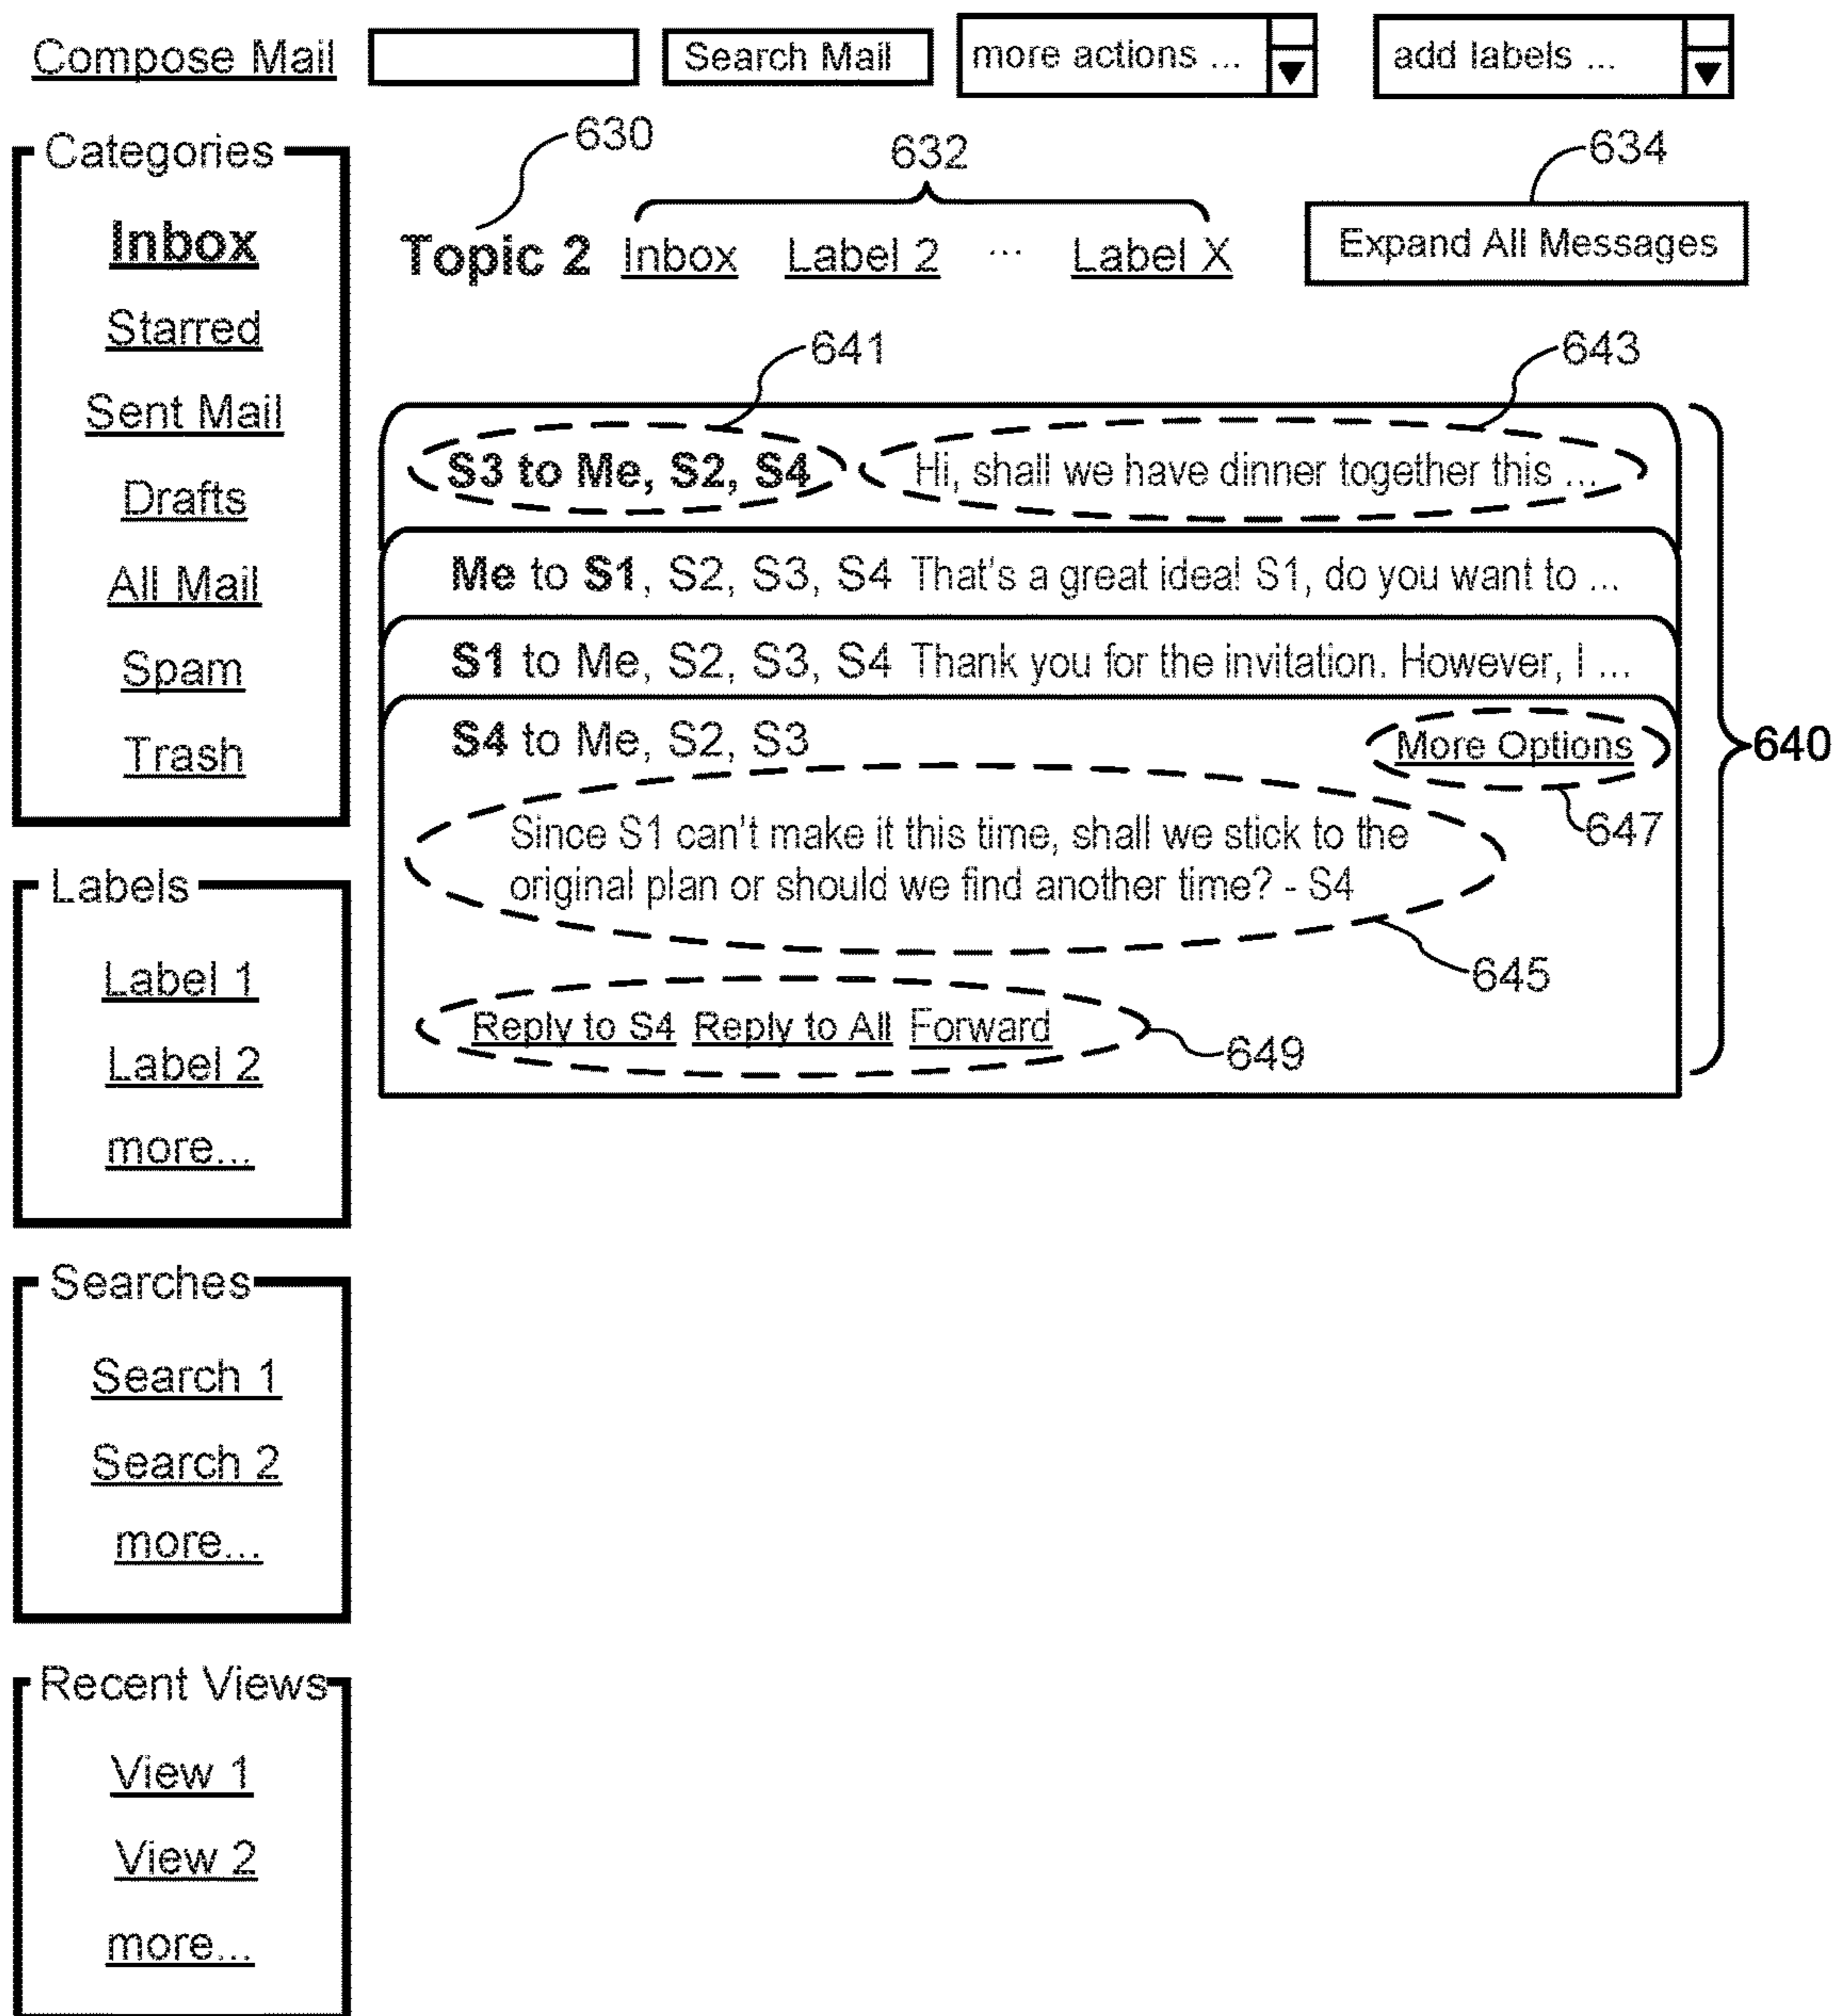 Compose Mail Search Mail more actions ... add labels ...
Categories
Inbox
Starred
Sent Mail
Drafts
All Mail
Spam
Trash
Labels
Label 1
Label 2
more...
Searches
Search 1
Search 2
more...
Recent Views
View 1
View 2
more...
630 632 634
Topic 2 Inbox Label 2 ... Label X Expand All Messages
641 643
S3 to Me, S2, S4 Hi, shall we have dinner together this ...
Me to S1, S2, S3, S4 That's a great idea! S1, do you want to ...
S1 to Me, S2, S3, S4 Thank you for the invitation. However, I ...
S4 to Me, S2, S3 More Options 640
647
Since S1 can't make it this time, shall we stick to the
original plan or should we find another time? - S4
645
Reply to S4 Reply to All Forward 649